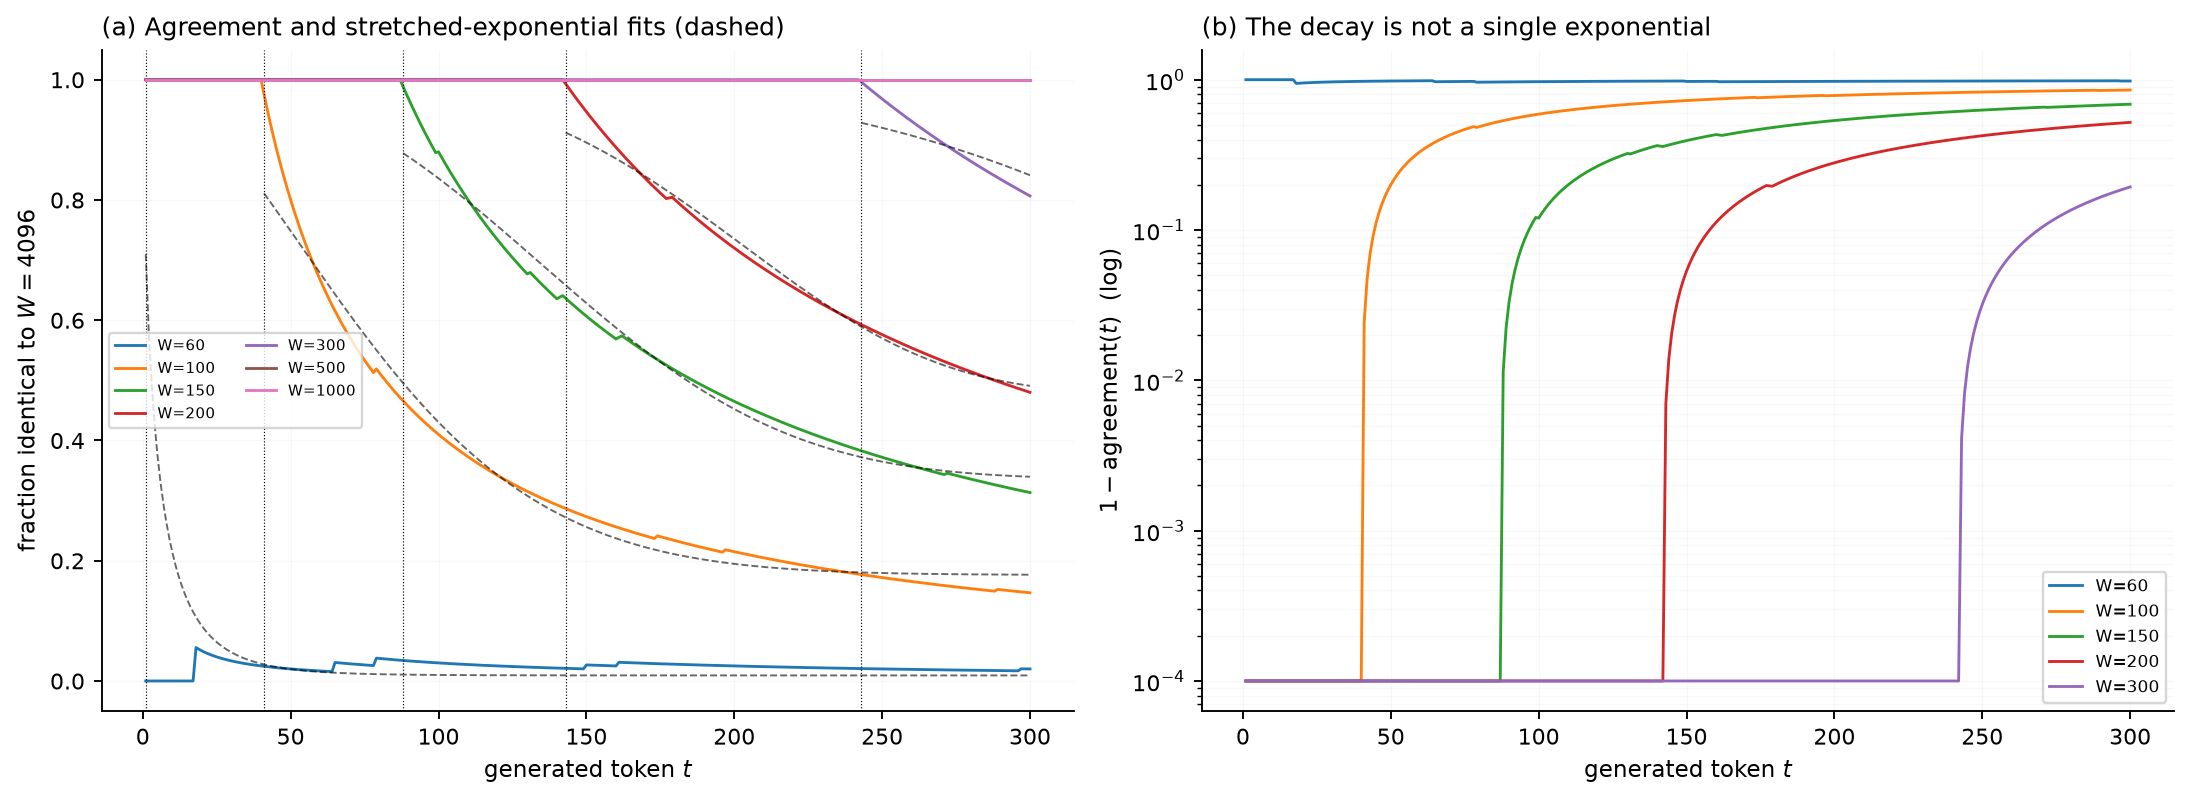 (a) Agreement and stretched-exponential fits (dashed)
fraction identical to W = 4096
1.0
0.8
0.6
0.4
0.2
0.0
W=60
W=100
W=150
W=200
W=300
W=500
W=1000
0 50 100 150 200 250 300
generated token t
(b) The decay is not a single exponential
1 − agreement(t) (log)
10⁰
10⁻¹
10⁻²
10⁻³
10⁻⁴
W=60
W=100
W=150
W=200
W=300
0 50 100 150 200 250 300
generated token t